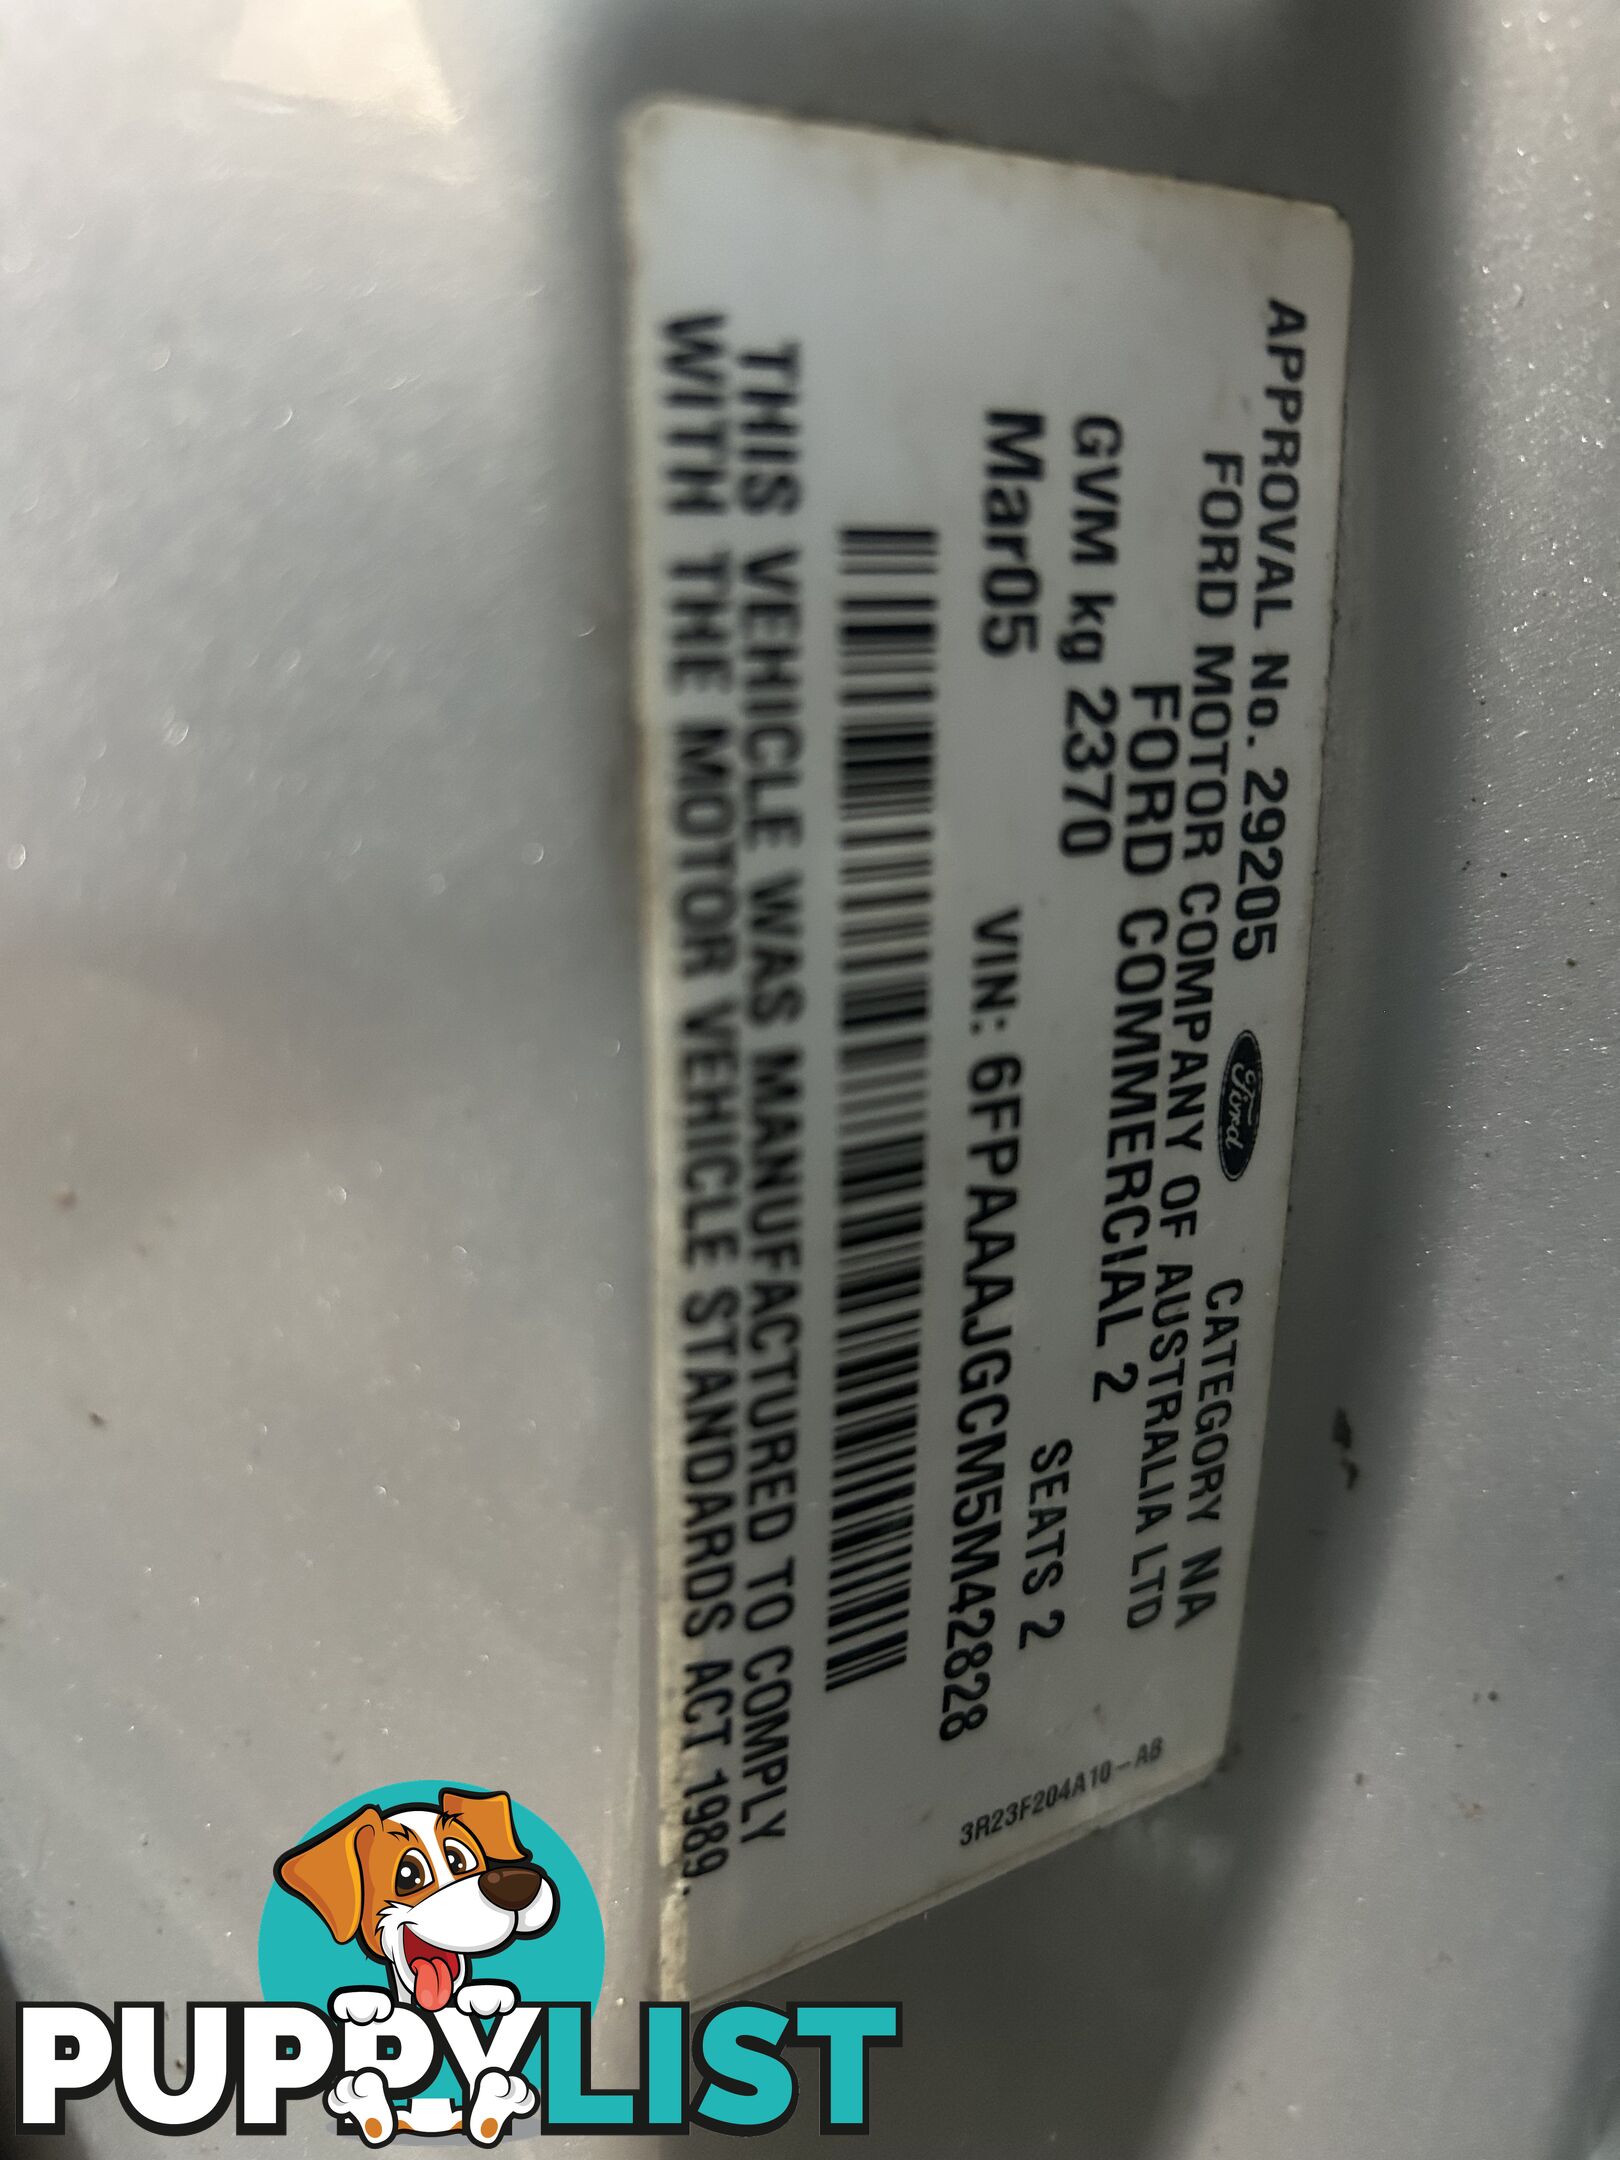 APPROVAL No. 29205 Ford CATEGORY NA
FORD MOTOR COMPANY OF AUSTRALIA LTD
FORD COMMERCIAL 2
GVM kg 2370 SEATS 2
Mar05 VIN: 6FPAAAJGCM5M42828
THIS VEHICLE WAS MANUFACTURED TO COMPLY
WITH THE MOTOR VEHICLE STANDARDS ACT 1989.
3R23F204A10-AB
PUPPYLIST